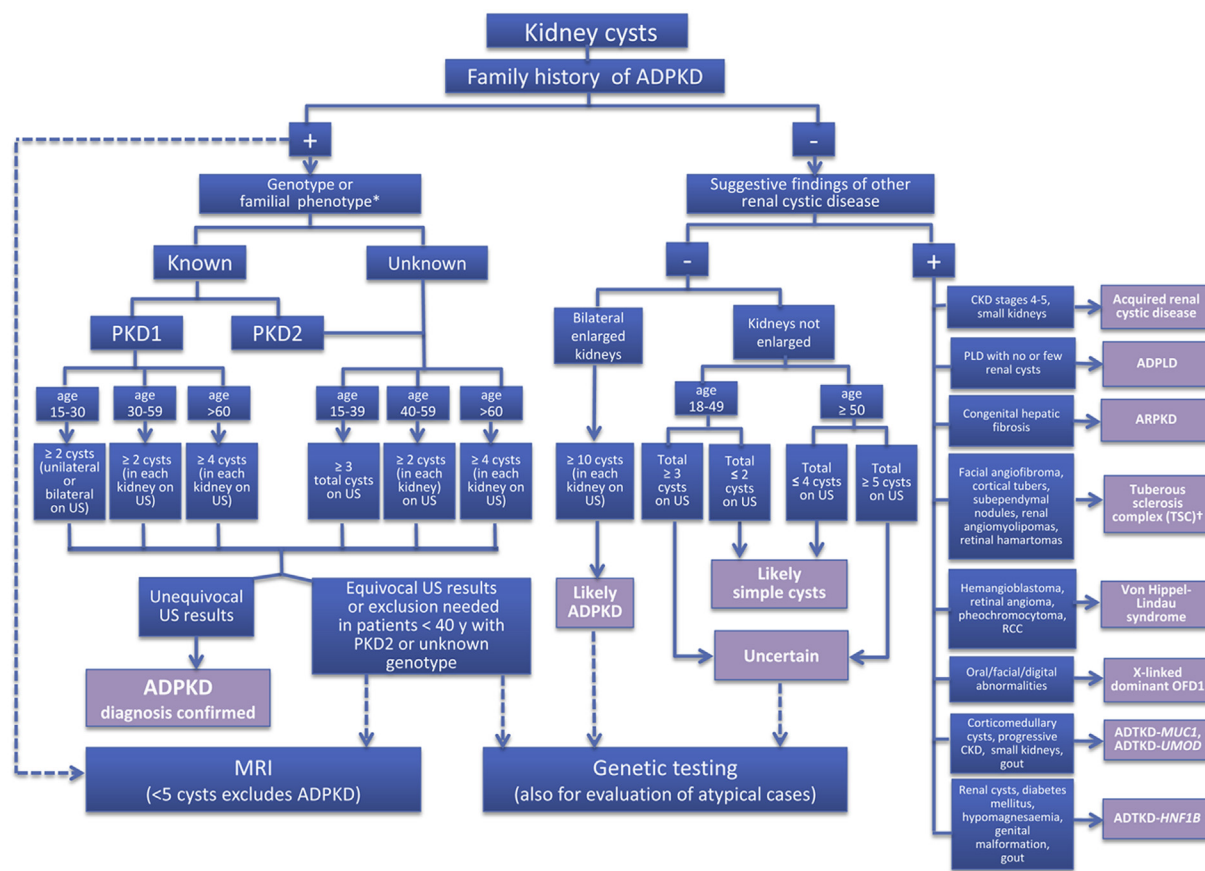 Kidney cysts
Family history of ADPKD
+
-
Genotype or
familial phenotype*
Suggestive findings of other
renal cystic disease
Known
Unknown
-
+
PKD1
PKD2
Bilateral
enlarged
kidneys
Kidneys not
enlarged
age
15-30
age
30-59
age
>60
age
15-39
age
40-59
age
>60
age
18-49
age
≥ 50
≥ 2 cysts
(unilateral
or
bilateral
on US)
≥ 2 cysts
(in each
kidney on
US)
≥ 4 cysts
(in each
kidney on
US)
≥ 3
total cysts
on US
≥ 2 cysts
(in each
kidney) on
US
≥ 4 cysts
(in each
kidney on
US)
≥ 10 cysts
(in each
kidney on
US)
Total
≥ 3
cysts on
US
Total
≤ 2
cysts
on US
Total
≤ 4 cysts
on US
Total
≥ 5 cysts
on US
Unequivocal
US results
Equivocal US results
or exclusion needed
in patients < 40 y with
PKD2 or unknown
genotype
Likely
ADPKD
Likely
simple cysts
Uncertain
ADPKD
diagnosis confirmed
MRI
(<5 cysts excludes ADPKD)
Genetic testing
(also for evaluation of atypical cases)
CKD stages 4-5,
small kidneys
Acquired renal
cystic disease
PLD with no or few
renal cysts
ADPLD
Congenital hepatic
fibrosis
ARPKD
Facial angiofibroma,
cortical tubers,
subependymal
nodules, renal
angiomyolipomas,
retinal hamartomas
Tuberous
sclerosis
complex (TSC)†
Hemangioblastoma,
retinal angioma,
pheochromocytoma,
RCC
Von Hippel-
Lindau
syndrome
Oral/facial/digital
abnormalities
X-linked
dominant OFD1
Corticomedullary
cysts, progressive
CKD, small kidneys,
gout
ADTKD-MUC1,
ADTKD-UMOD
Renal cysts, diabetes
mellitus,
hypomagnesaemia,
genital
malformation,
gout
ADTKD-HNF1B